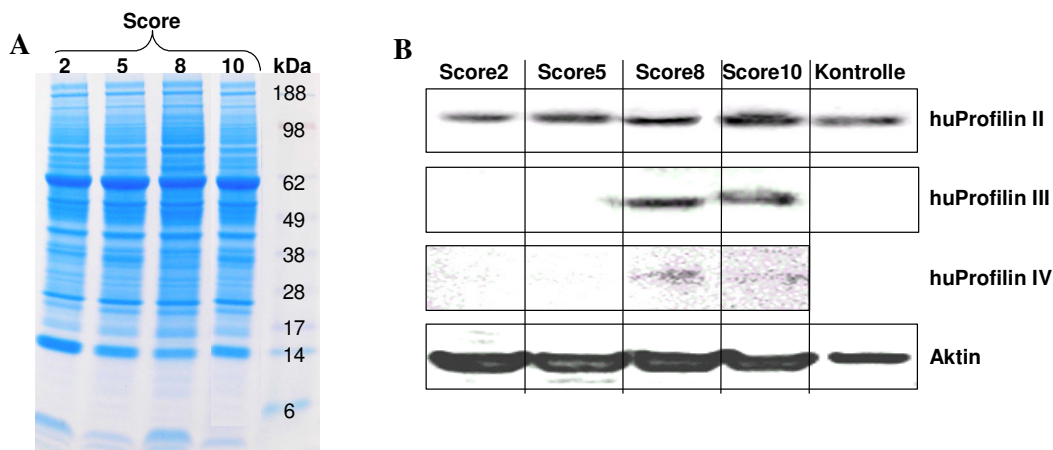 A
Score
2 5 8 10 kDa
188
98
62
49
38
28
17
14
6
B
Score2 Score5 Score8 Score10 Kontrolle
huProfilin II
huProfilin III
huProfilin IV
Aktin